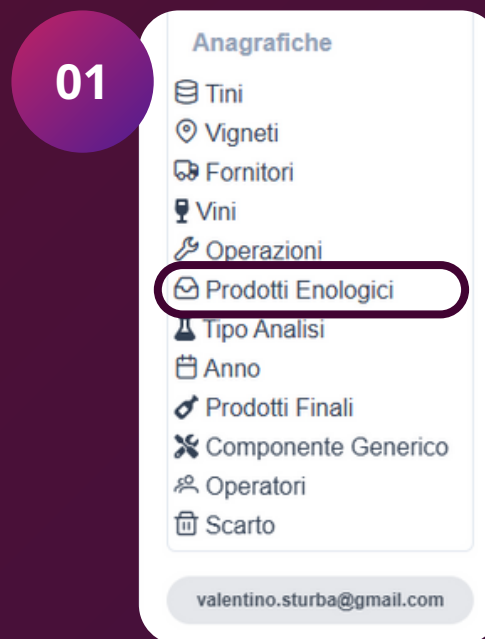 01
Anagrafiche
Tini
Vigneti
Fornitori
Vini
Operazioni
Prodotti Enologici
Tipo Analisi
Anno
Prodotti Finali
Componente Generico
Operatori
Scarto
valentino.sturba@gmail.com